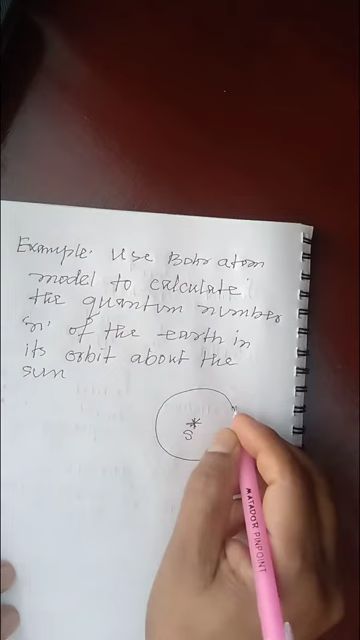 Example. Use Bohr atom
model to calculate
the quantum number
'n' of the earth in
its orbit about the
sun
*
S
MATADOR PINPOINT